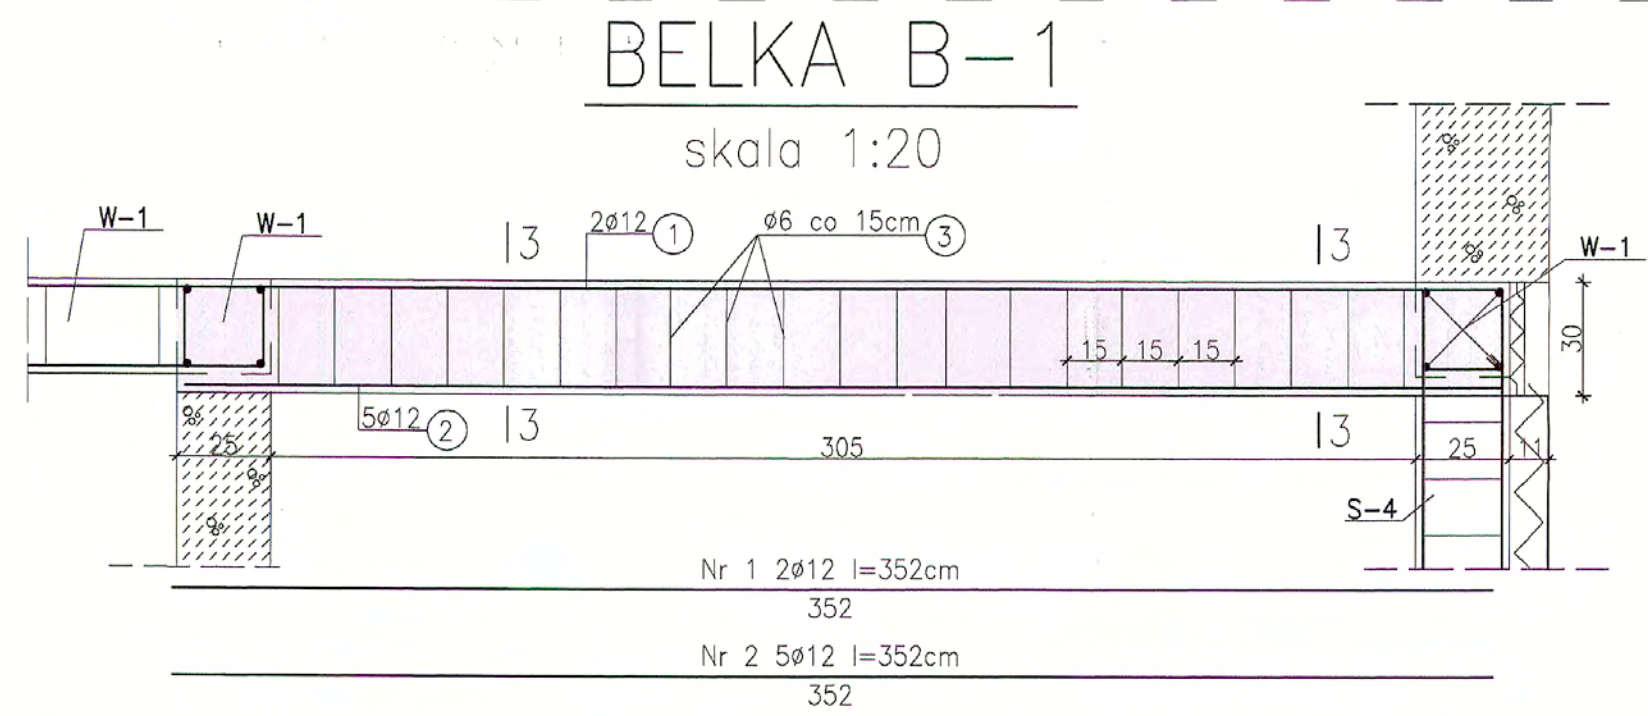 BELKA B-1
skala 1:20
W-1
W-1
2ø12 1
ø6 co 15cm 3
3
3
W-1
15 15 15
30
5ø12 2
3
3
25
305
25
11
S-4
Nr 1 2ø12 l=352cm
352
Nr 2 5ø12 l=352cm
352